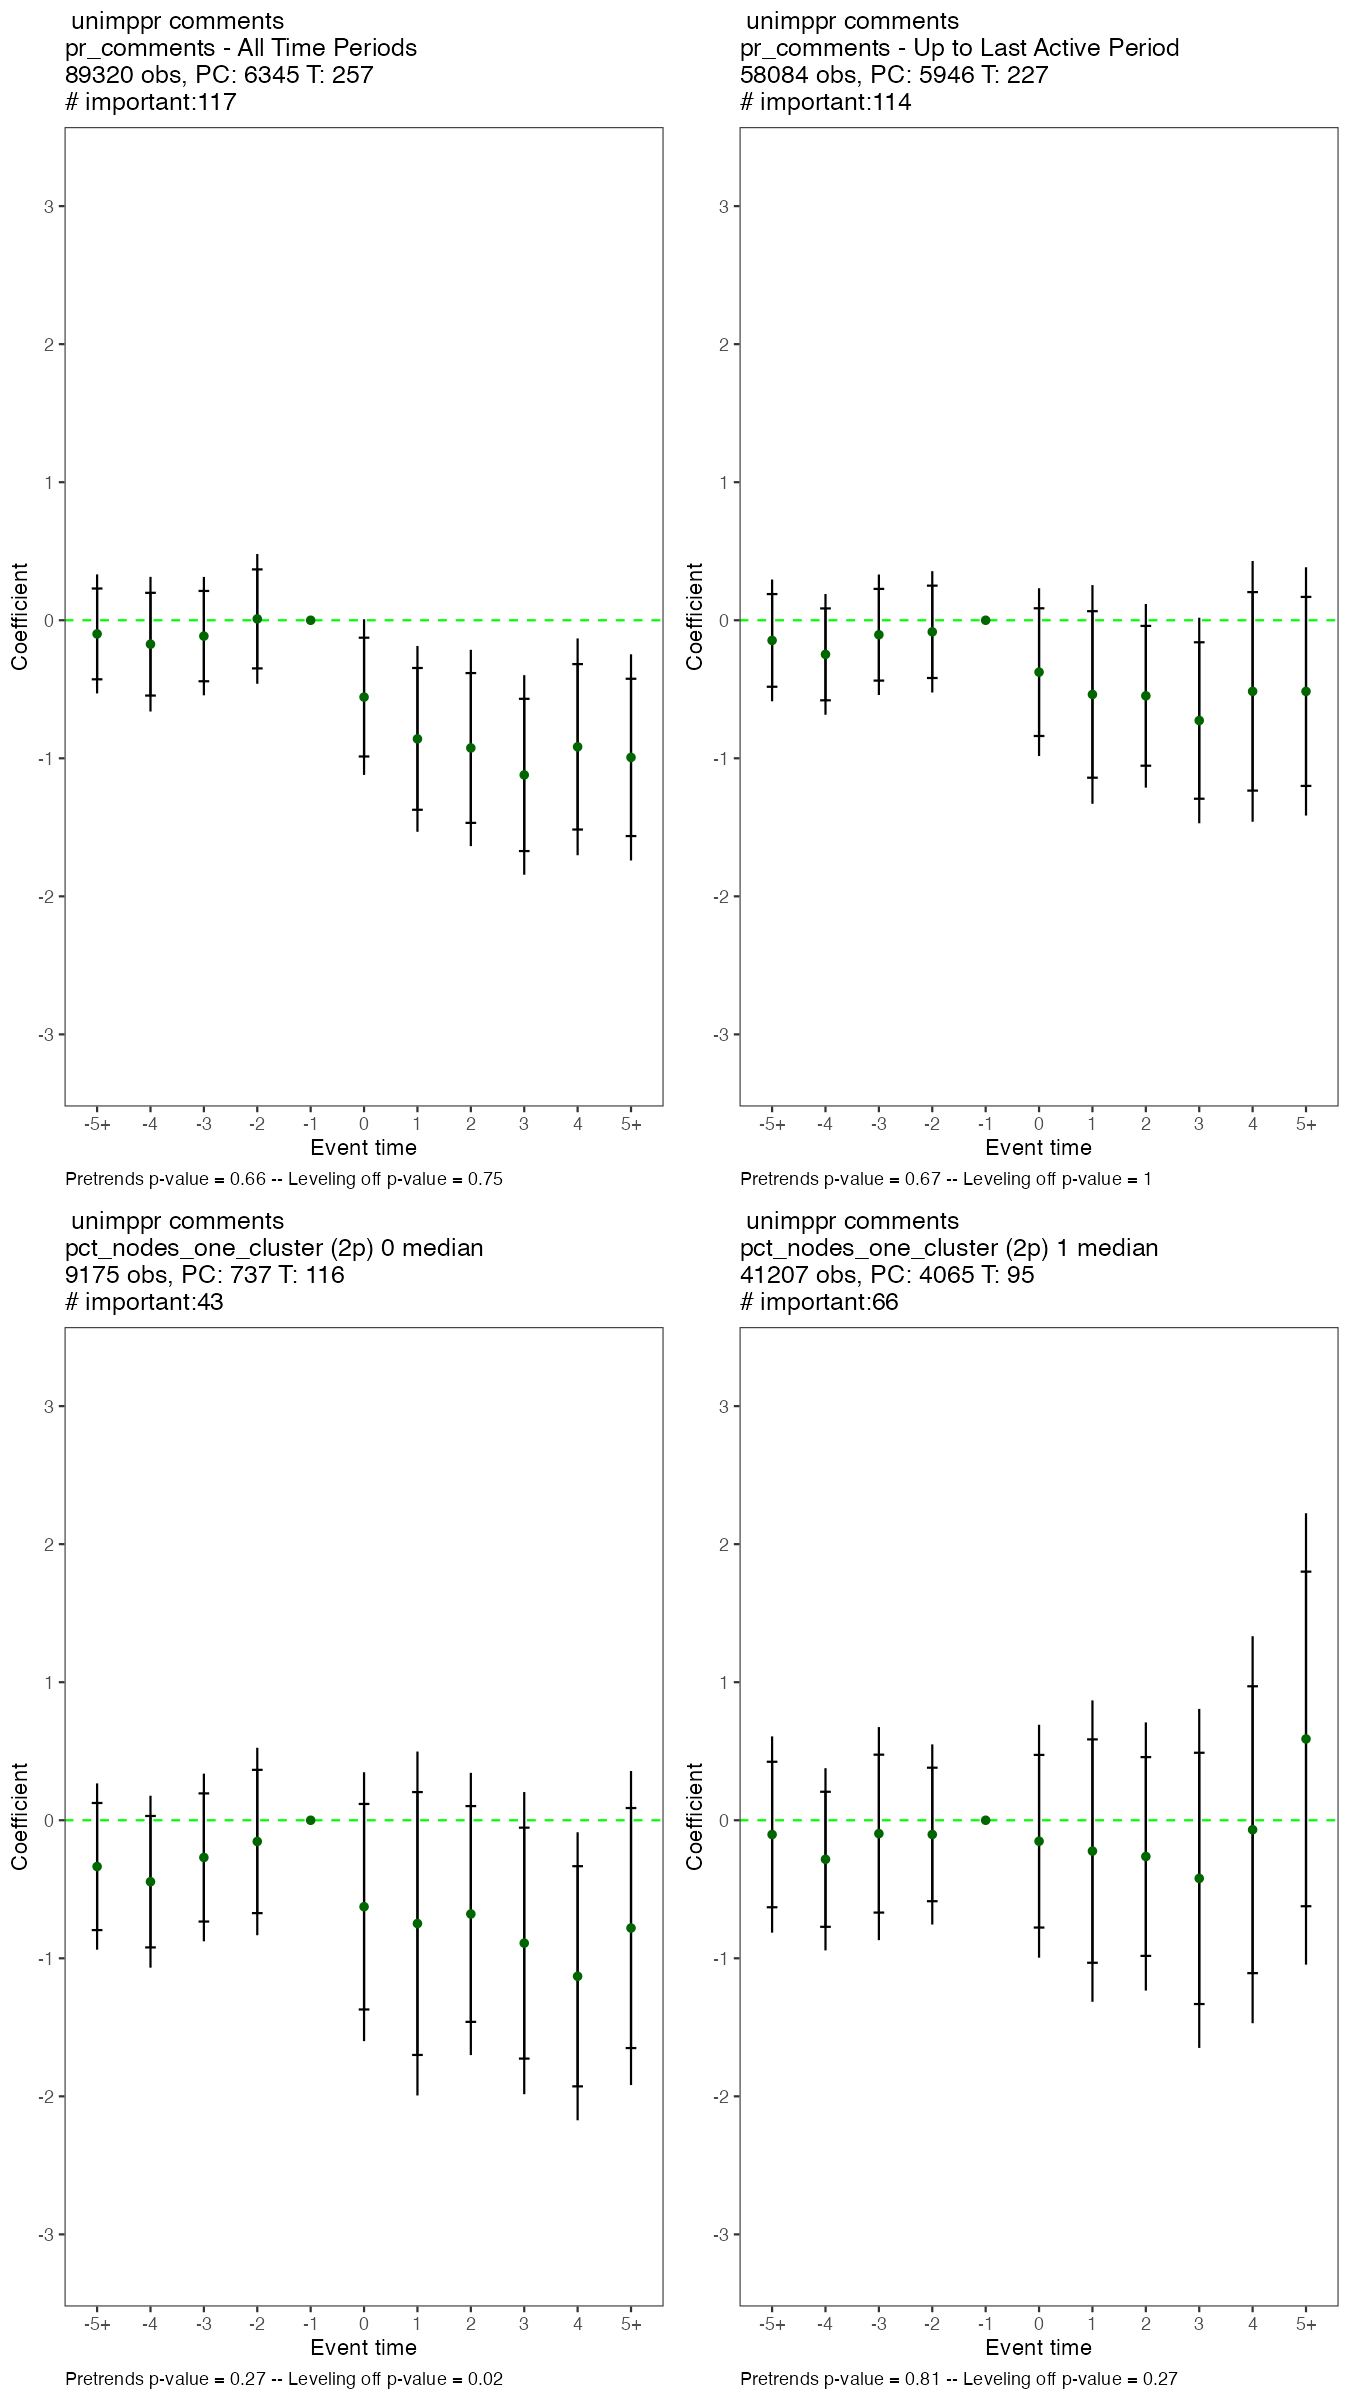 unimppr comments
pr_comments - All Time Periods
89320 obs, PC: 6345 T: 257
# important:117
3
2
1
0
-1
-2
-3
Coefficient
-5+ -4 -3 -2 -1 0 1 2 3 4 5+
Event time
Pretrends p-value = 0.66 -- Leveling off p-value = 0.75
unimppr comments
pr_comments - Up to Last Active Period
58084 obs, PC: 5946 T: 227
# important:114
3
2
1
0
-1
-2
-3
Coefficient
-5+ -4 -3 -2 -1 0 1 2 3 4 5+
Event time
Pretrends p-value = 0.67 -- Leveling off p-value = 1
unimppr comments
pct_nodes_one_cluster (2p) 0 median
9175 obs, PC: 737 T: 116
# important:43
3
2
1
0
-1
-2
-3
Coefficient
-5+ -4 -3 -2 -1 0 1 2 3 4 5+
Event time
Pretrends p-value = 0.27 -- Leveling off p-value = 0.02
unimppr comments
pct_nodes_one_cluster (2p) 1 median
41207 obs, PC: 4065 T: 95
# important:66
3
2
1
0
-1
-2
-3
Coefficient
-5+ -4 -3 -2 -1 0 1 2 3 4 5+
Event time
Pretrends p-value = 0.81 -- Leveling off p-value = 0.27